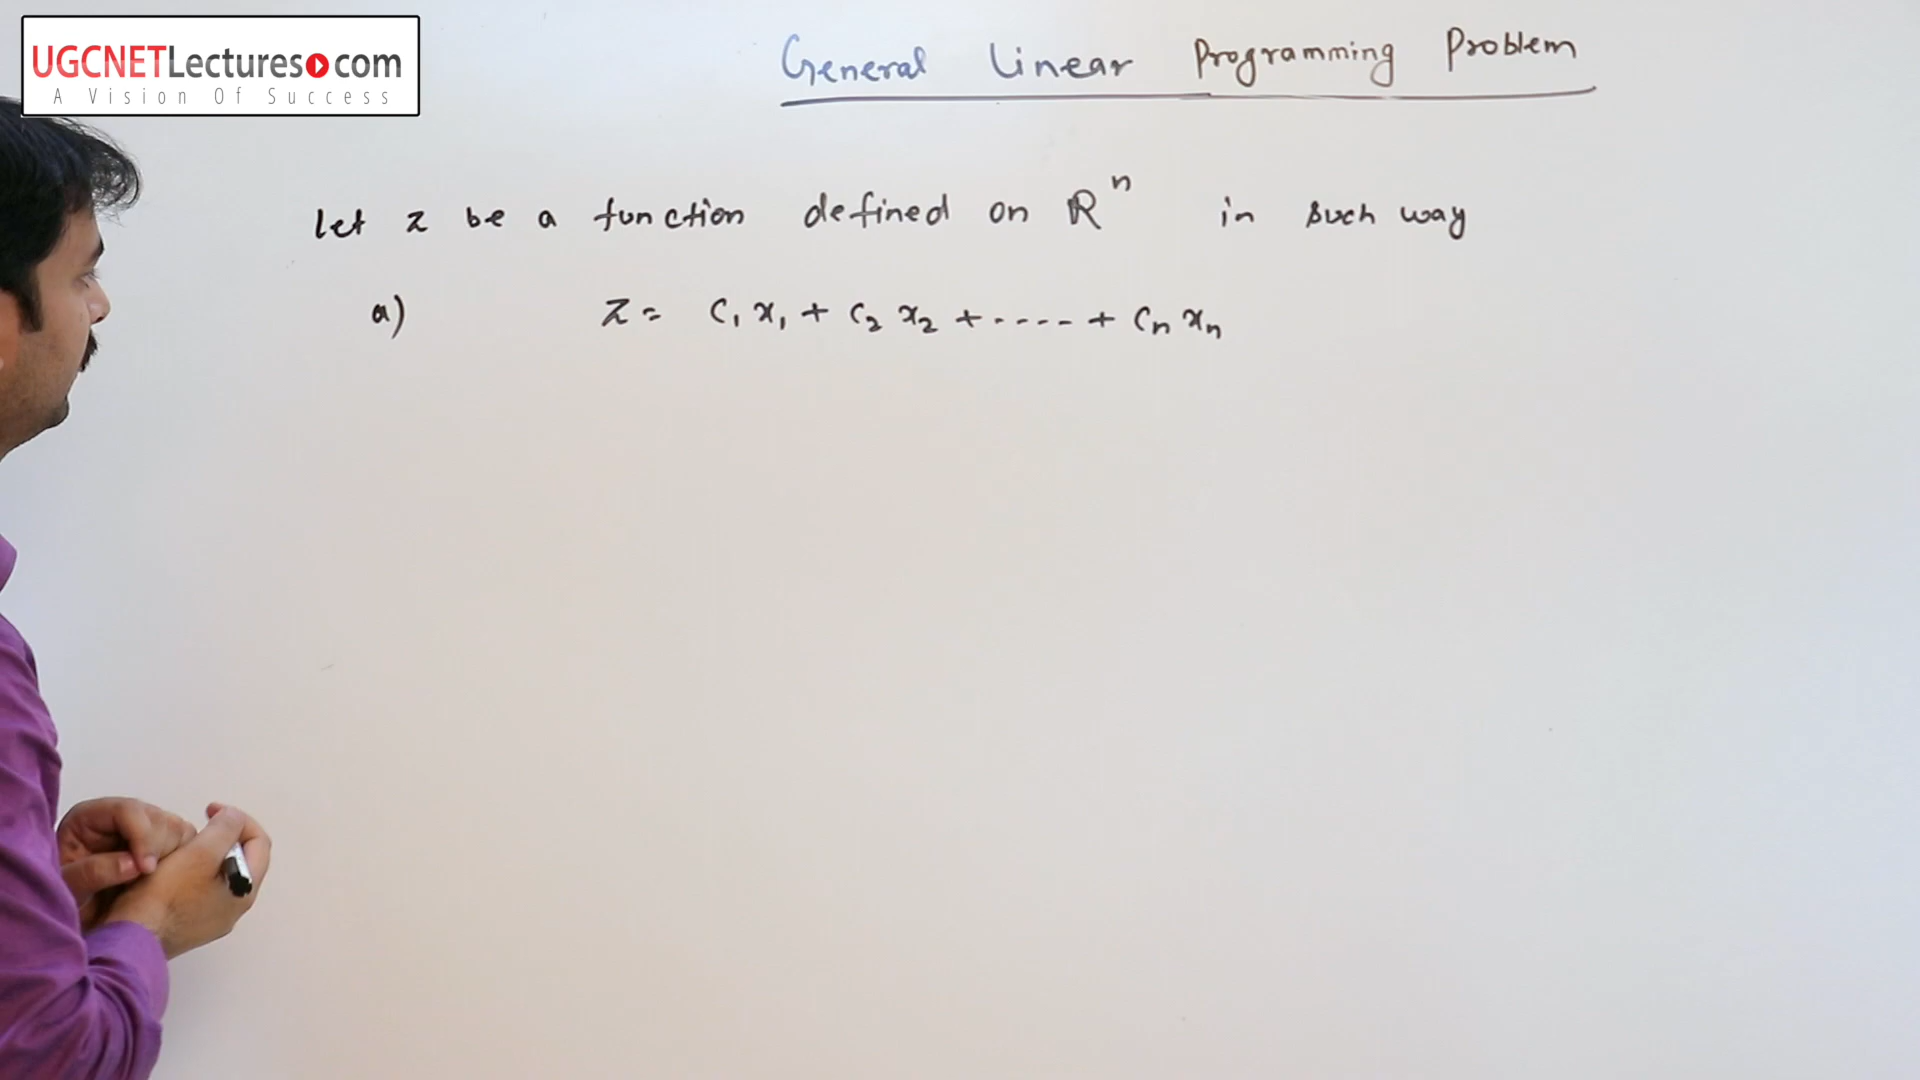 UGCNETLectures.com
A Vision Of Success
General Linear Programming Problem
let z be a function defined on ℝⁿ in such way
a) z = c₁ x₁ + c₂ x₂ + ----- + cₙ xₙ